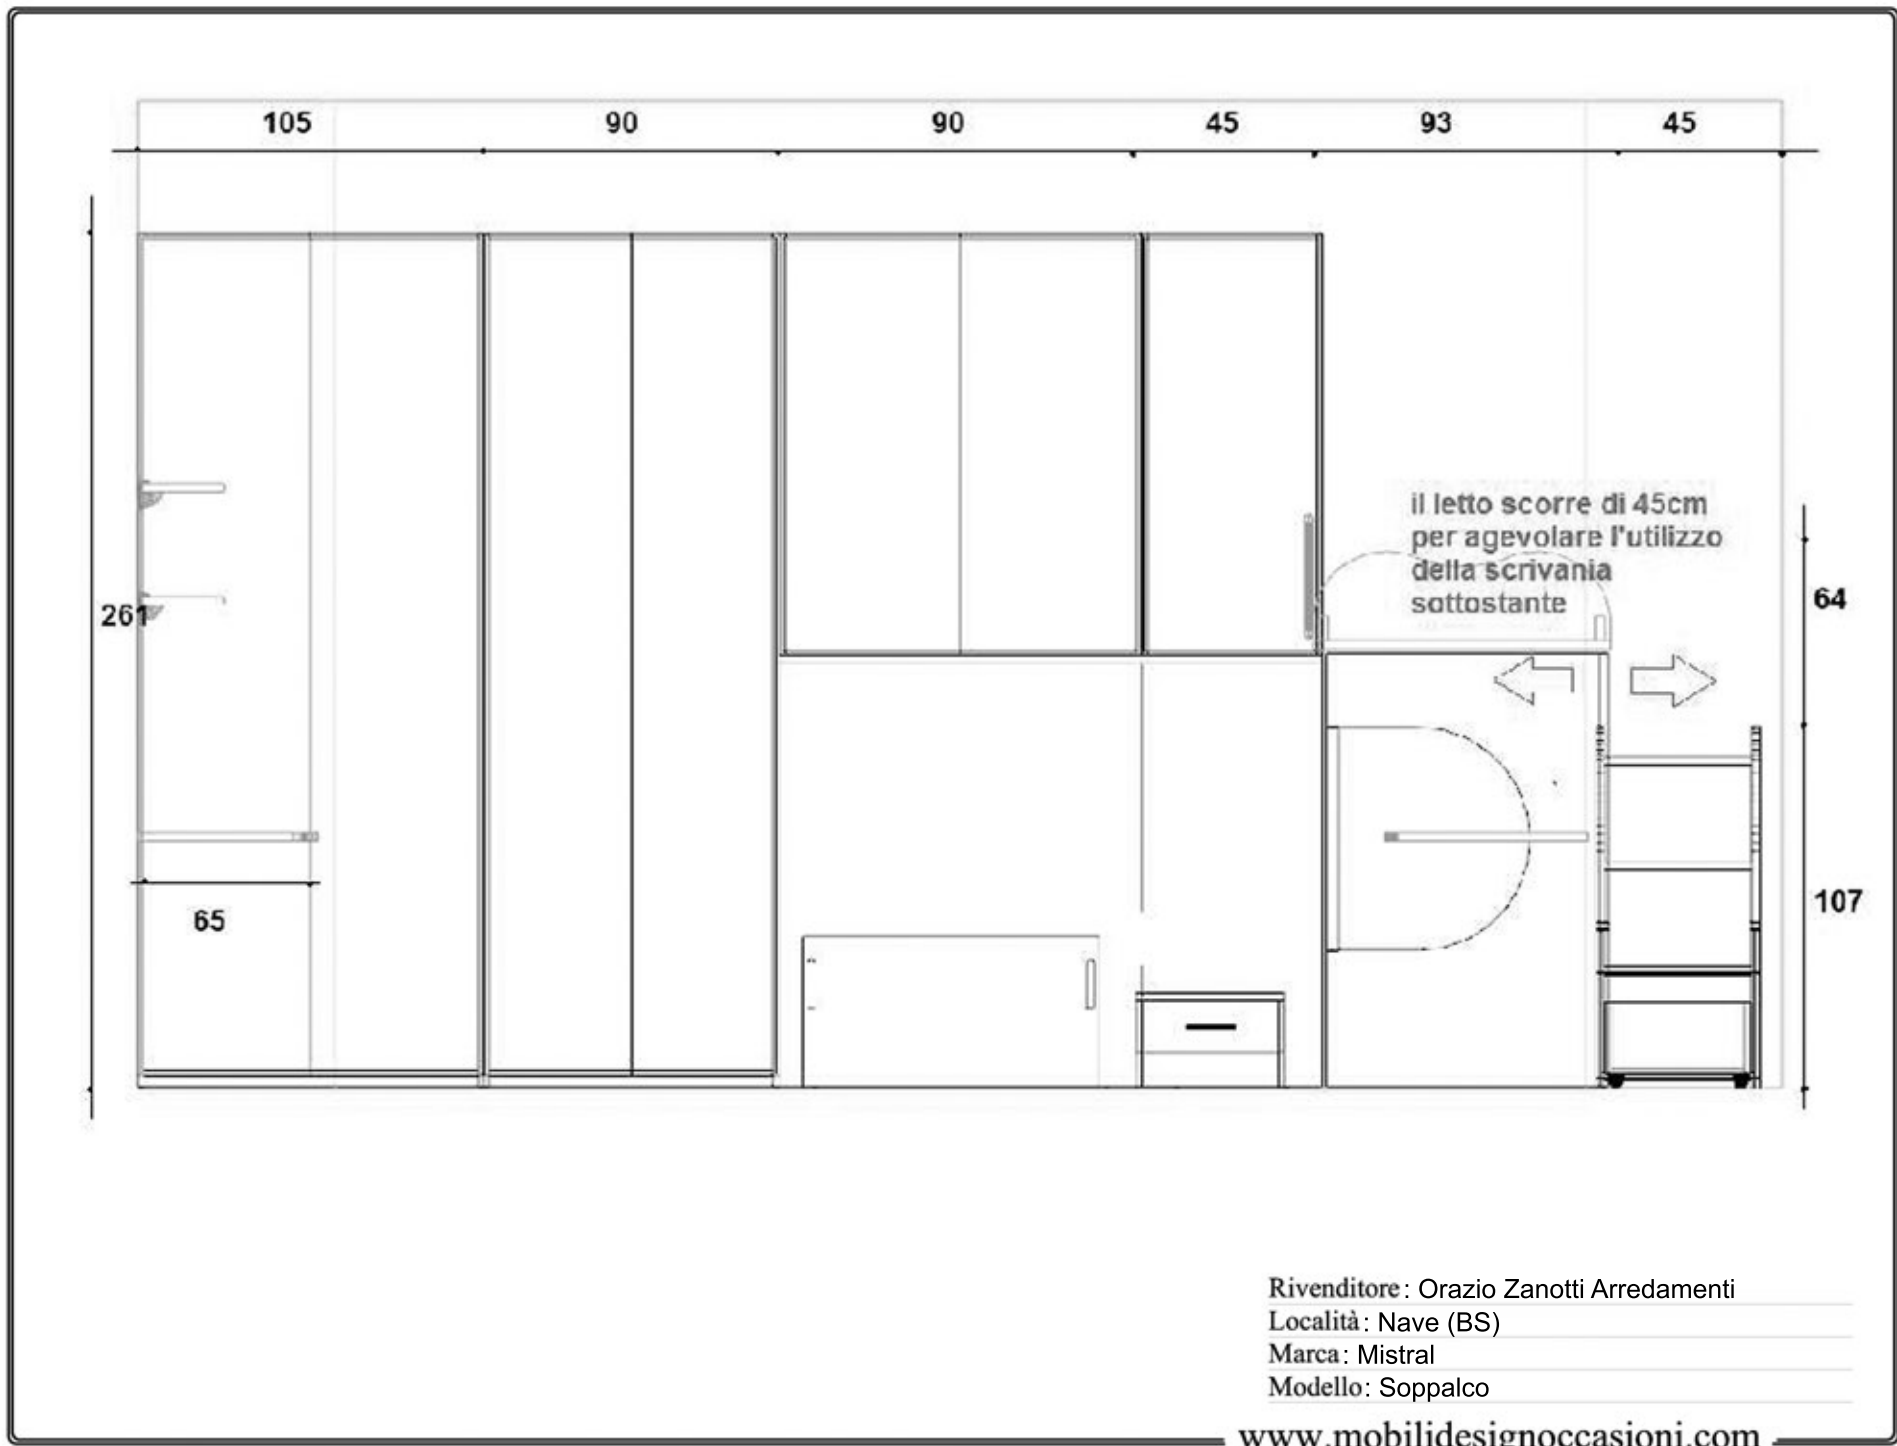 105 90 90 45 93 45
il letto scorre di 45cm
per agevolare l'utilizzo
della scrivania
sottostante
261
64
107
65
Rivenditore: Orazio Zanotti Arredamenti
Località: Nave (BS)
Marca: Mistral
Modello: Soppalco
www.mobilidesignoccasioni.com